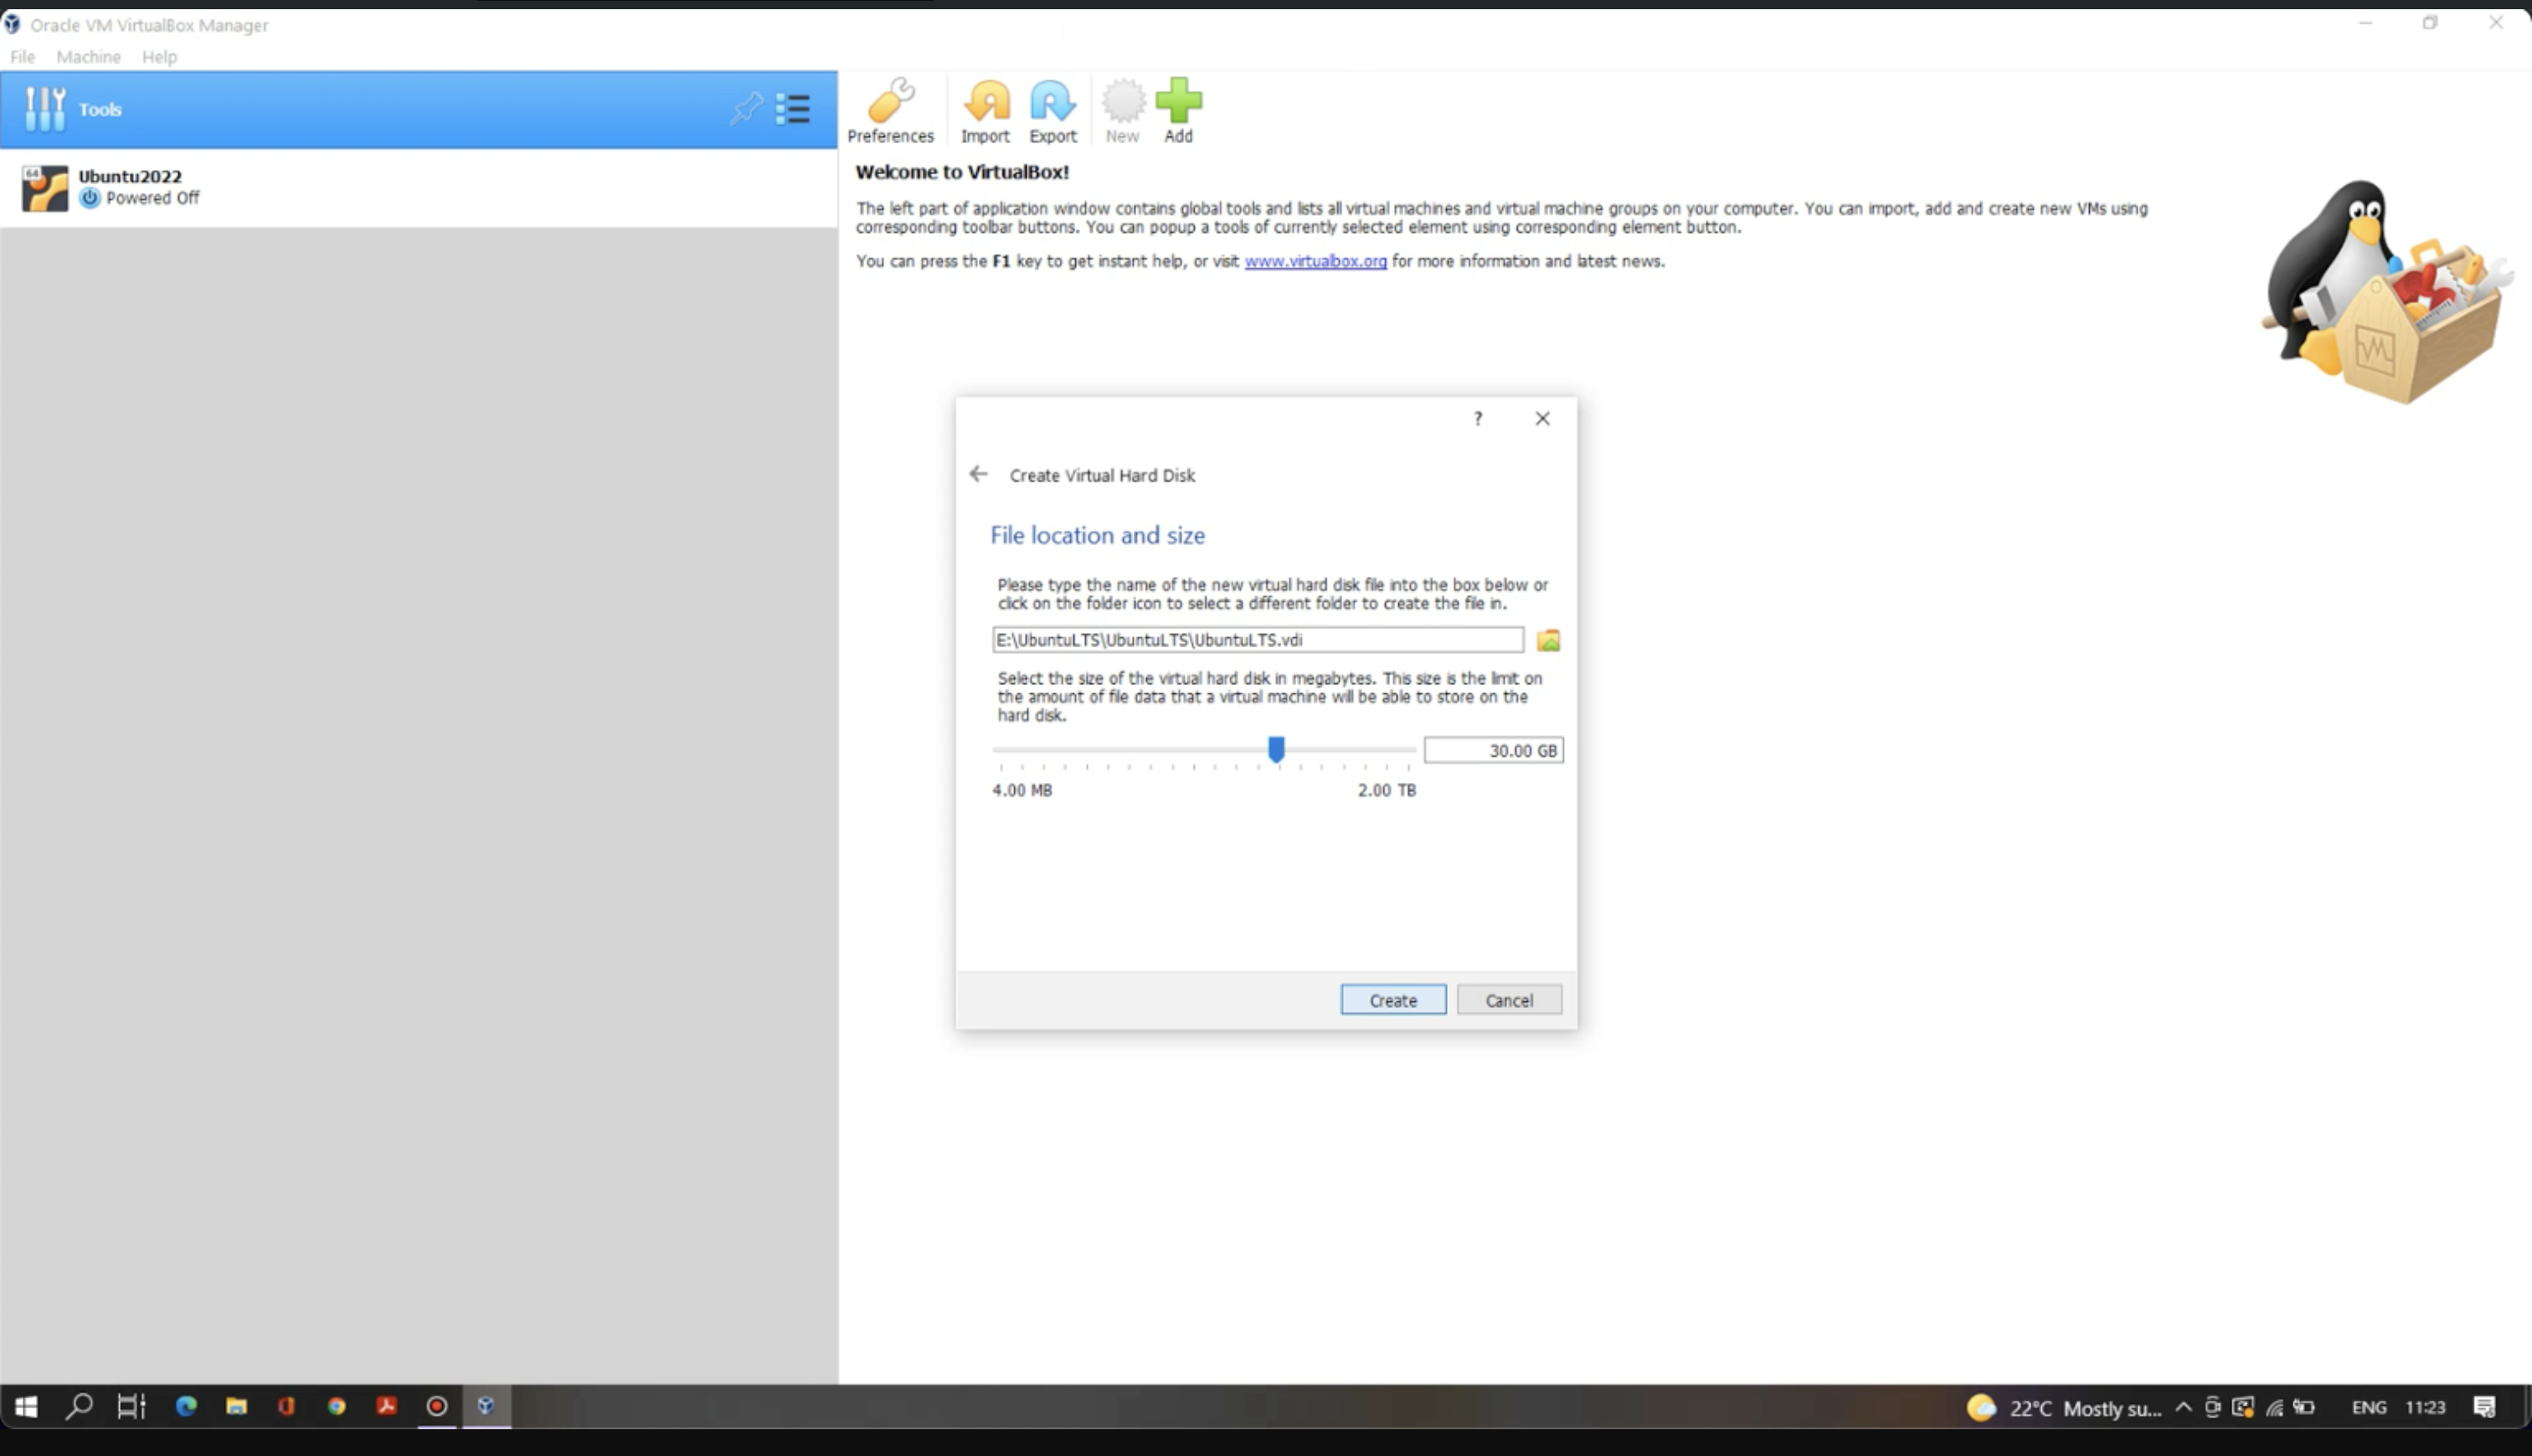 Oracle VM VirtualBox Manager
File Machine Help
Tools
64
Ubuntu2022
Powered Off
Preferences Import Export New Add
Welcome to VirtualBox!
The left part of application window contains global tools and lists all virtual machines and virtual machine groups on your computer. You can import, add and create new VMs using
corresponding toolbar buttons. You can popup a tools of currently selected element using corresponding element button.
You can press the F1 key to get instant help, or visit www.virtualbox.org for more information and latest news.
?
Create Virtual Hard Disk
File location and size
Please type the name of the new virtual hard disk file into the box below or
click on the folder icon to select a different folder to create the file in.
E:\UbuntuLTS\UbuntuLTS\UbuntuLTS.vdi
Select the size of the virtual hard disk in megabytes. This size is the limit on
the amount of file data that a virtual machine will be able to store on the
hard disk.
30.00 GB
4.00 MB 2.00 TB
Create Cancel
22°C Mostly su... ENG 11:23